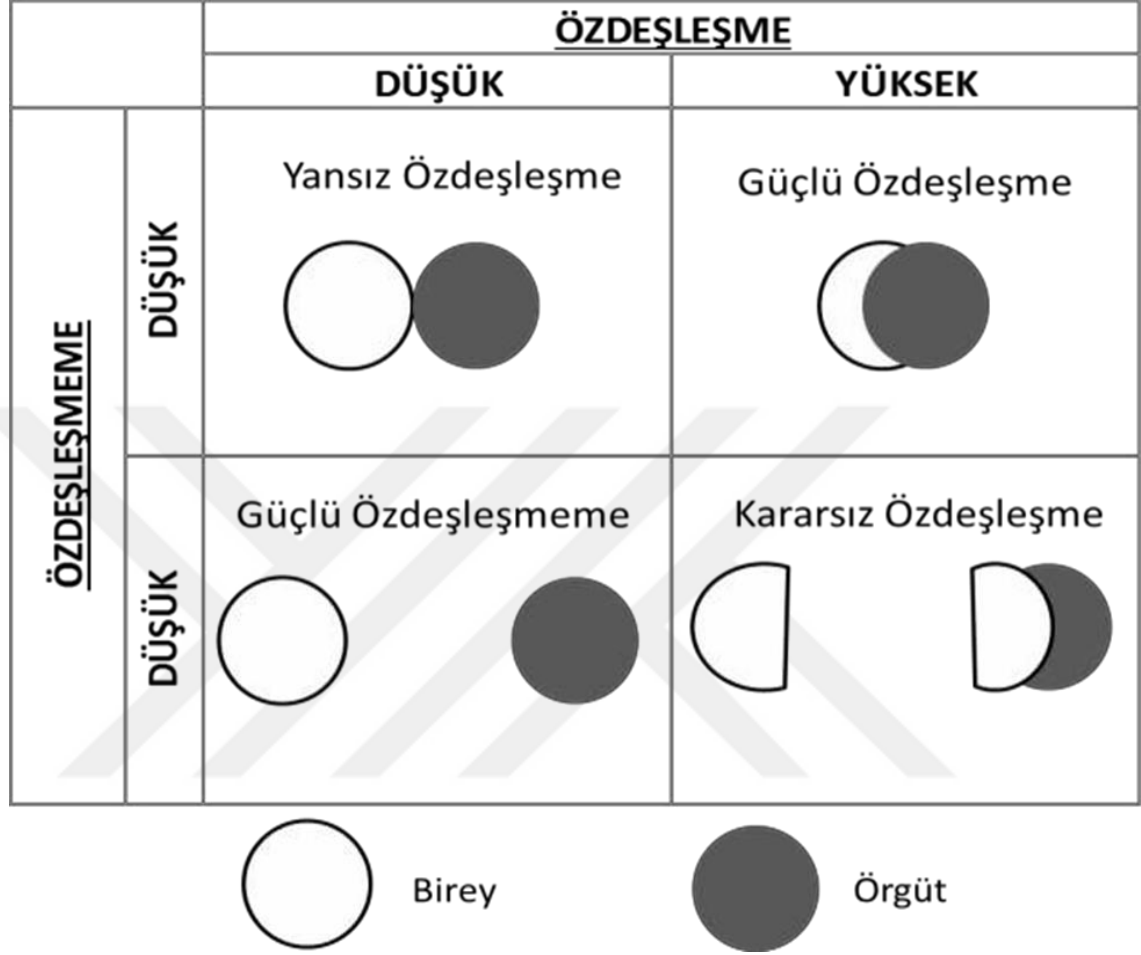 ÖZDEŞLEŞME
DÜŞÜK
YÜKSEK
ÖZDEŞLEŞMEME
DÜŞÜK
Yansız Özdeşleşme
Güçlü Özdeşleşme
DÜŞÜK
Güçlü Özdeşleşmeme
Kararsız Özdeşleşme
Birey
Örgüt